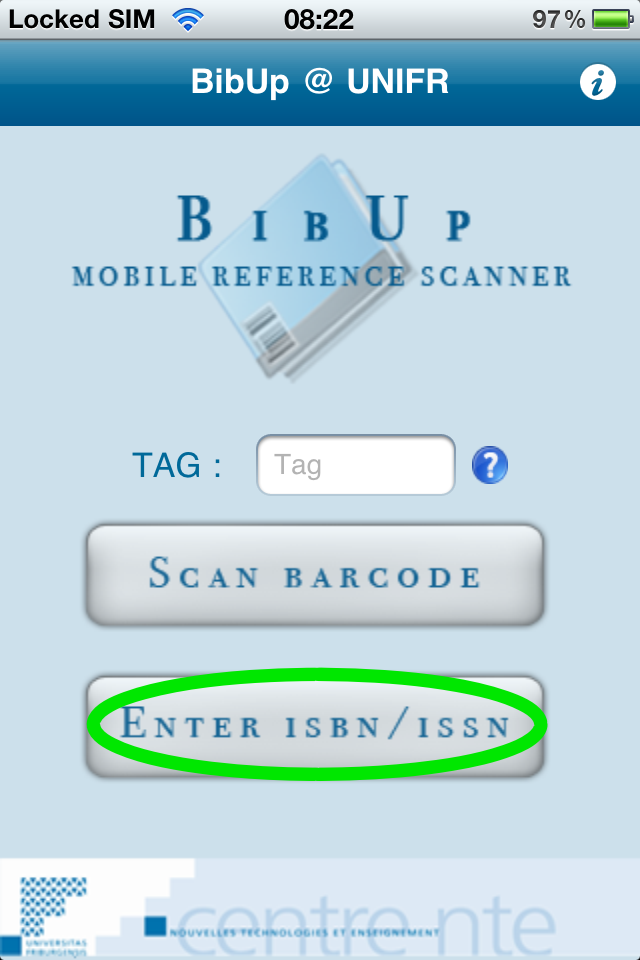 Locked SIM 08:22 97%
BibUp @ UNIFR
BIBUP
MOBILE REFERENCE SCANNER
TAG : Tag ?
SCAN BARCODE
ENTER ISBN/ISSN
centre nte
NOUVELLES TECHNOLOGIES ET ENSEIGNEMENT
UNIVERSITAS
FRIBURGENSIS